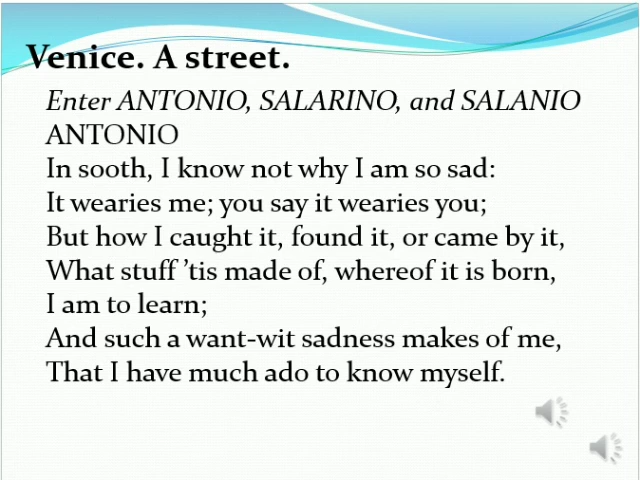 Venice. A street.
Enter ANTONIO, SALARINO, and SALANIO
ANTONIO
In sooth, I know not why I am so sad:
It wearies me; you say it wearies you;
But how I caught it, found it, or came by it,
What stuff ’tis made of, whereof it is born,
I am to learn;
And such a want-wit sadness makes of me,
That I have much ado to know myself.